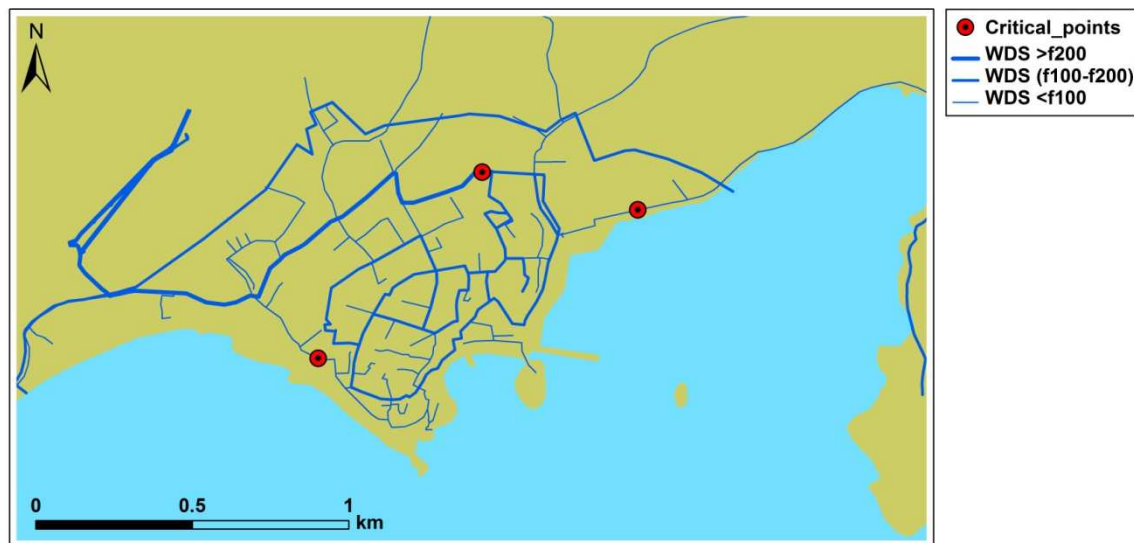 N
Critical_points
WDS >f200
WDS (f100-f200)
WDS <f100
0 0.5 1
km